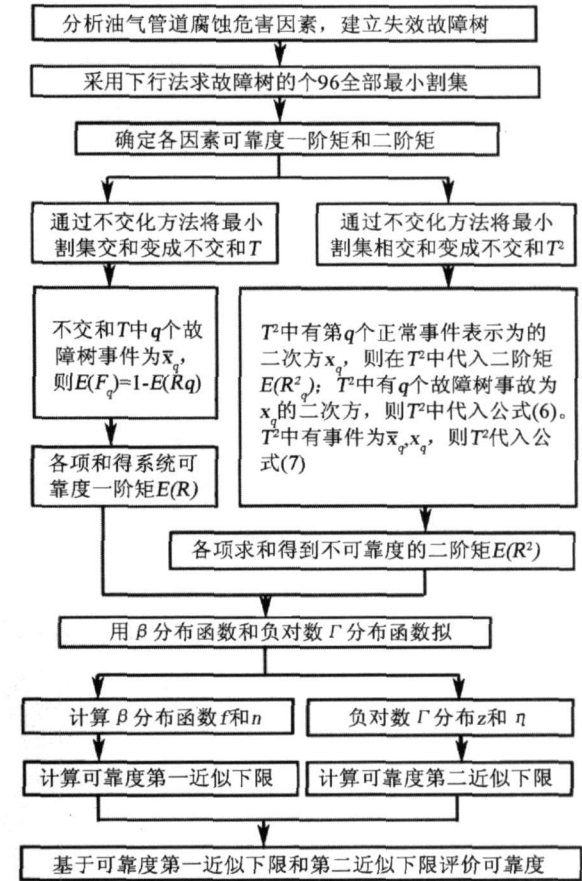 分析油气管道腐蚀危害因素，建立失效故障树
采用下行法求故障树的个96全部最小割集
确定各因素可靠度一阶矩和二阶矩
通过不交化方法将最小
割集交和变成不交和T
通过不交化方法将最小
割集相交和变成不交和T²
不交和T中q个故
障树事件为x̄q，
则E(Fq)=1-E(Rq)
T²中有第q个正常事件表示为的
二次方xq，则在T²中代入二阶矩
E(R²q)；T²中有q个故障树事故为
xq的二次方，则T²中代入公式(6)。
T²中有事件为x̄q,xq，则T²代入公
式(7)
各项和得系统可
靠度一阶矩E(R)
各项求和得到不可靠度的二阶矩E(R²)
用β分布函数和负对数Γ分布函数拟
计算β分布函数f和n
负对数Γ分布z和η
计算可靠度第一近似下限
计算可靠度第二近似下限
基于可靠度第一近似下限和第二近似下限评价可靠度